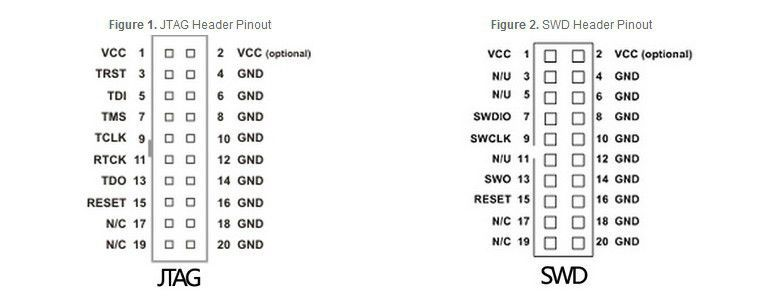 Figure 1. JTAG Header Pinout
VCC 1 2 VCC (optional)
TRST 3 4 GND
TDI 5 6 GND
TMS 7 8 GND
TCLK 9 10 GND
RTCK 11 12 GND
TDO 13 14 GND
RESET 15 16 GND
N/C 17 18 GND
N/C 19 20 GND
JTAG
Figure 2. SWD Header Pinout
VCC 1 2 VCC (optional)
N/U 3 4 GND
N/U 5 6 GND
SWDIO 7 8 GND
SWCLK 9 10 GND
N/U 11 12 GND
SWO 13 14 GND
RESET 15 16 GND
N/C 17 18 GND
N/C 19 20 GND
SWD